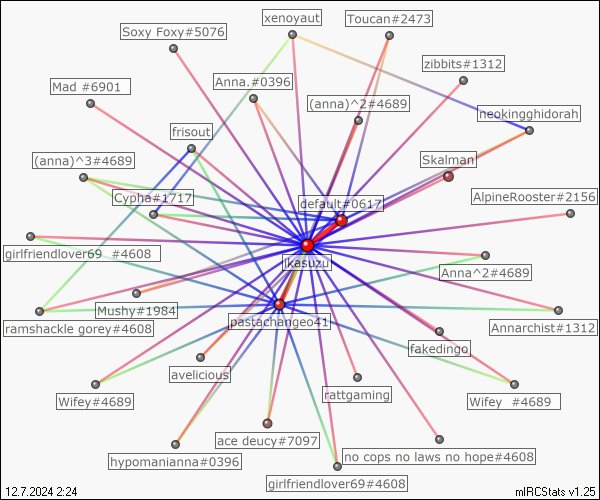 xenoyaut
Toucan#2473
Soxy Foxy#5076
zibbits#1312
Anna.#0396
Mad #6901
(anna)^2#4689
neokingghidorah
frisout
(anna)^3#4689
Skalman
Cypha#1717
default#0617
AlpineRooster#2156
girlfriendlover69 #4608
ikasuzu
Anna^2#4689
Mushy#1984
Annarchist#1312
ramshackle gorey#4608
pastachangeo41
fakedingo
avelicious
rattgaming
Wifey#4689
Wifey #4689
ace deucy#7097
hypomanianna#0396
no cops no laws no hope#4608
girlfriendlover69#4608
12.7.2024 2:24
mIRCStats v1.25